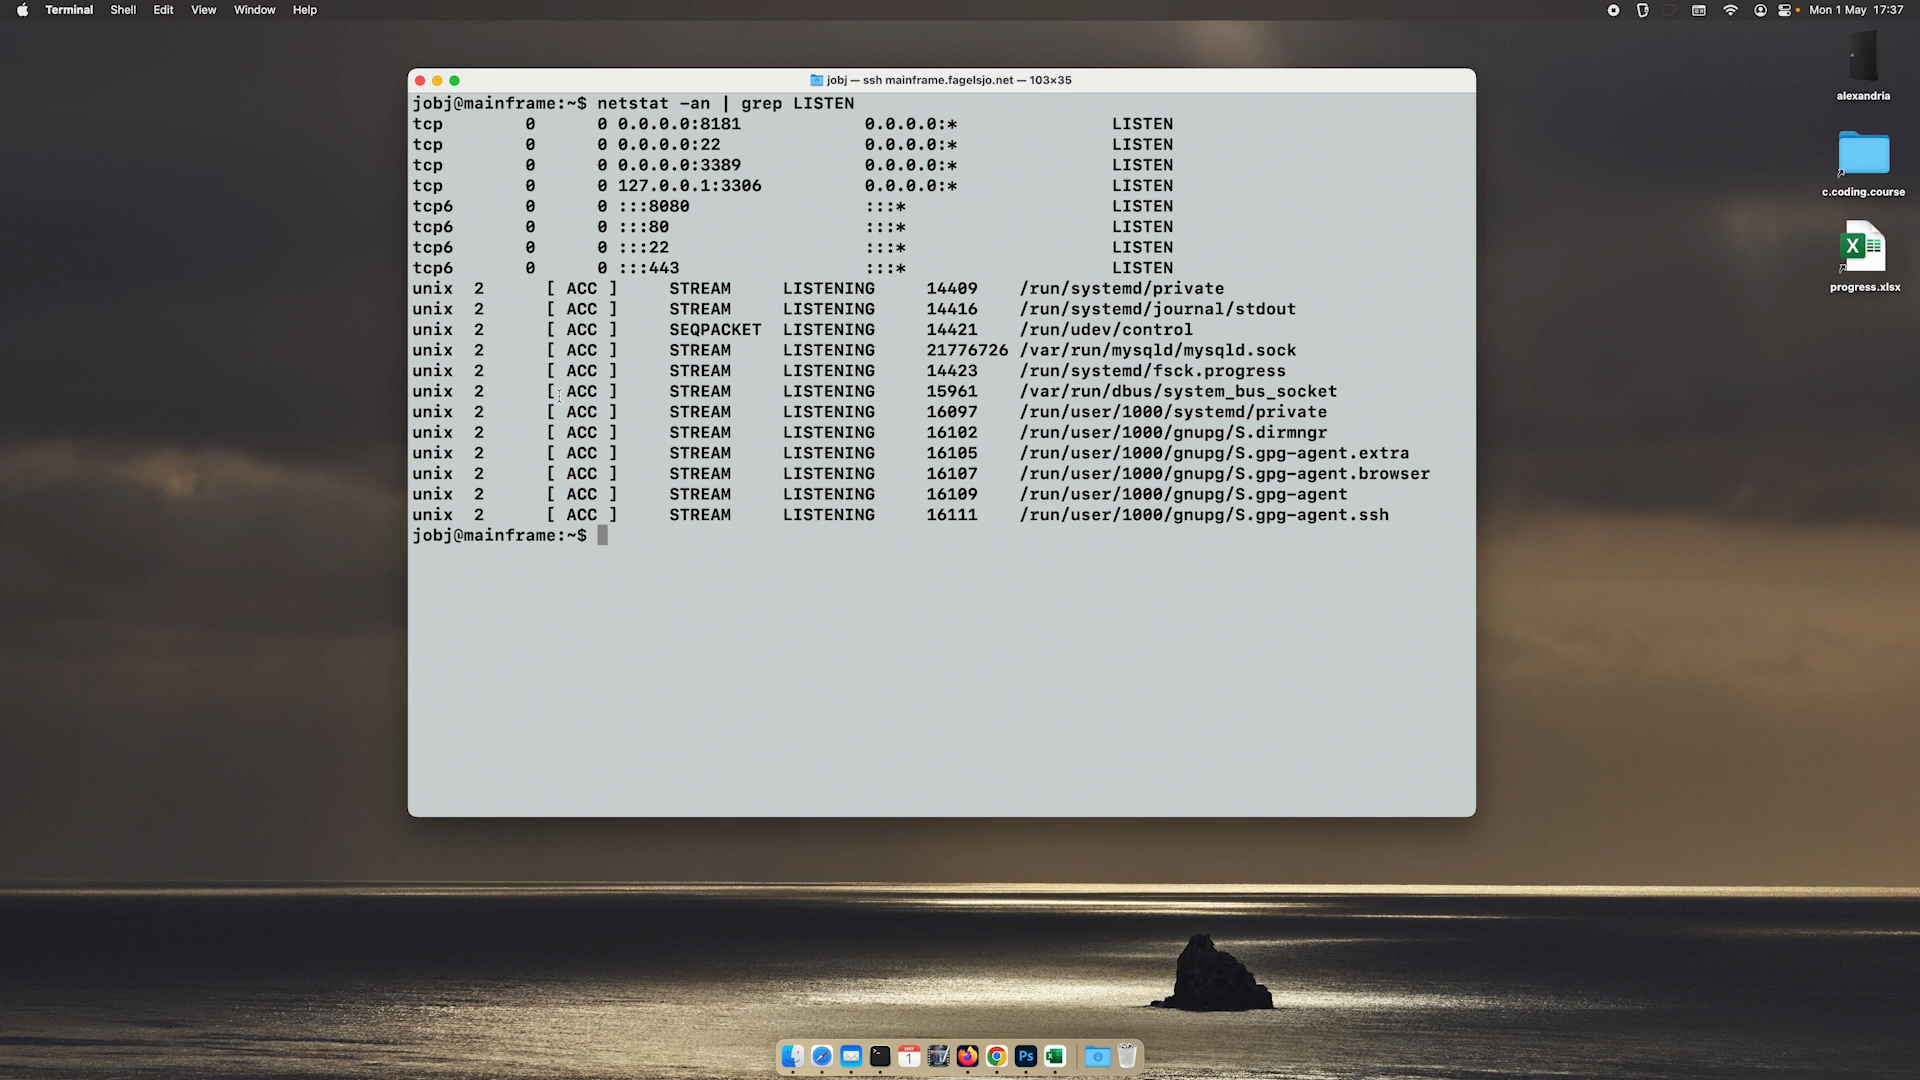 Terminal Shell Edit View Window Help Mon 1 May 17:37
jobj — ssh mainframe.fagelsjo.net — 103×35
jobj@mainframe:~$ netstat -an | grep LISTEN
tcp 0 0 0.0.0.0:8181 0.0.0.0:* LISTEN
tcp 0 0 0.0.0.0:22 0.0.0.0:* LISTEN
tcp 0 0 0.0.0.0:3389 0.0.0.0:* LISTEN
tcp 0 0 127.0.0.1:3306 0.0.0.0:* LISTEN
tcp6 0 0 :::8080 :::* LISTEN
tcp6 0 0 :::80 :::* LISTEN
tcp6 0 0 :::22 :::* LISTEN
tcp6 0 0 :::443 :::* LISTEN
unix 2 [ ACC ] STREAM LISTENING 14409 /run/systemd/private
unix 2 [ ACC ] STREAM LISTENING 14416 /run/systemd/journal/stdout
unix 2 [ ACC ] SEQPACKET LISTENING 14421 /run/udev/control
unix 2 [ ACC ] STREAM LISTENING 21776726 /var/run/mysqld/mysqld.sock
unix 2 [ ACC ] STREAM LISTENING 14423 /run/systemd/fsck.progress
unix 2 [ ACC ] STREAM LISTENING 15961 /var/run/dbus/system_bus_socket
unix 2 [ ACC ] STREAM LISTENING 16097 /run/user/1000/systemd/private
unix 2 [ ACC ] STREAM LISTENING 16102 /run/user/1000/gnupg/S.dirmngr
unix 2 [ ACC ] STREAM LISTENING 16105 /run/user/1000/gnupg/S.gpg-agent.extra
unix 2 [ ACC ] STREAM LISTENING 16107 /run/user/1000/gnupg/S.gpg-agent.browser
unix 2 [ ACC ] STREAM LISTENING 16109 /run/user/1000/gnupg/S.gpg-agent
unix 2 [ ACC ] STREAM LISTENING 16111 /run/user/1000/gnupg/S.gpg-agent.ssh
jobj@mainframe:~$
alexandria
c.coding.course
X
progress.xlsx
MAY
1
Ps
X